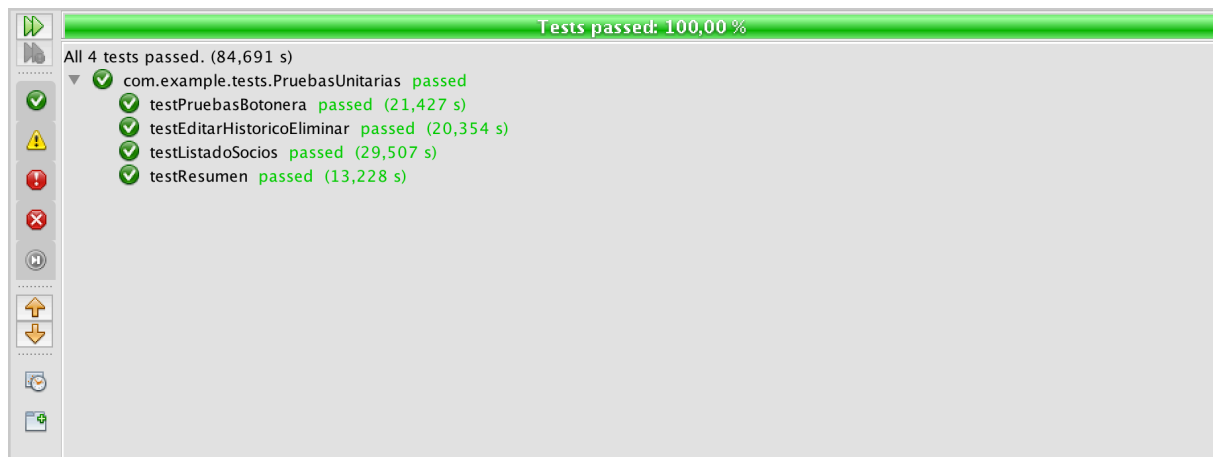 Tests passed: 100,00 %
All 4 tests passed. (84,691 s)
com.example.tests.PruebasUnitarias passed
testPruebasBotonera passed (21,427 s)
testEditarHistoricoEliminar passed (20,354 s)
testListadoSocios passed (29,507 s)
testResumen passed (13,228 s)